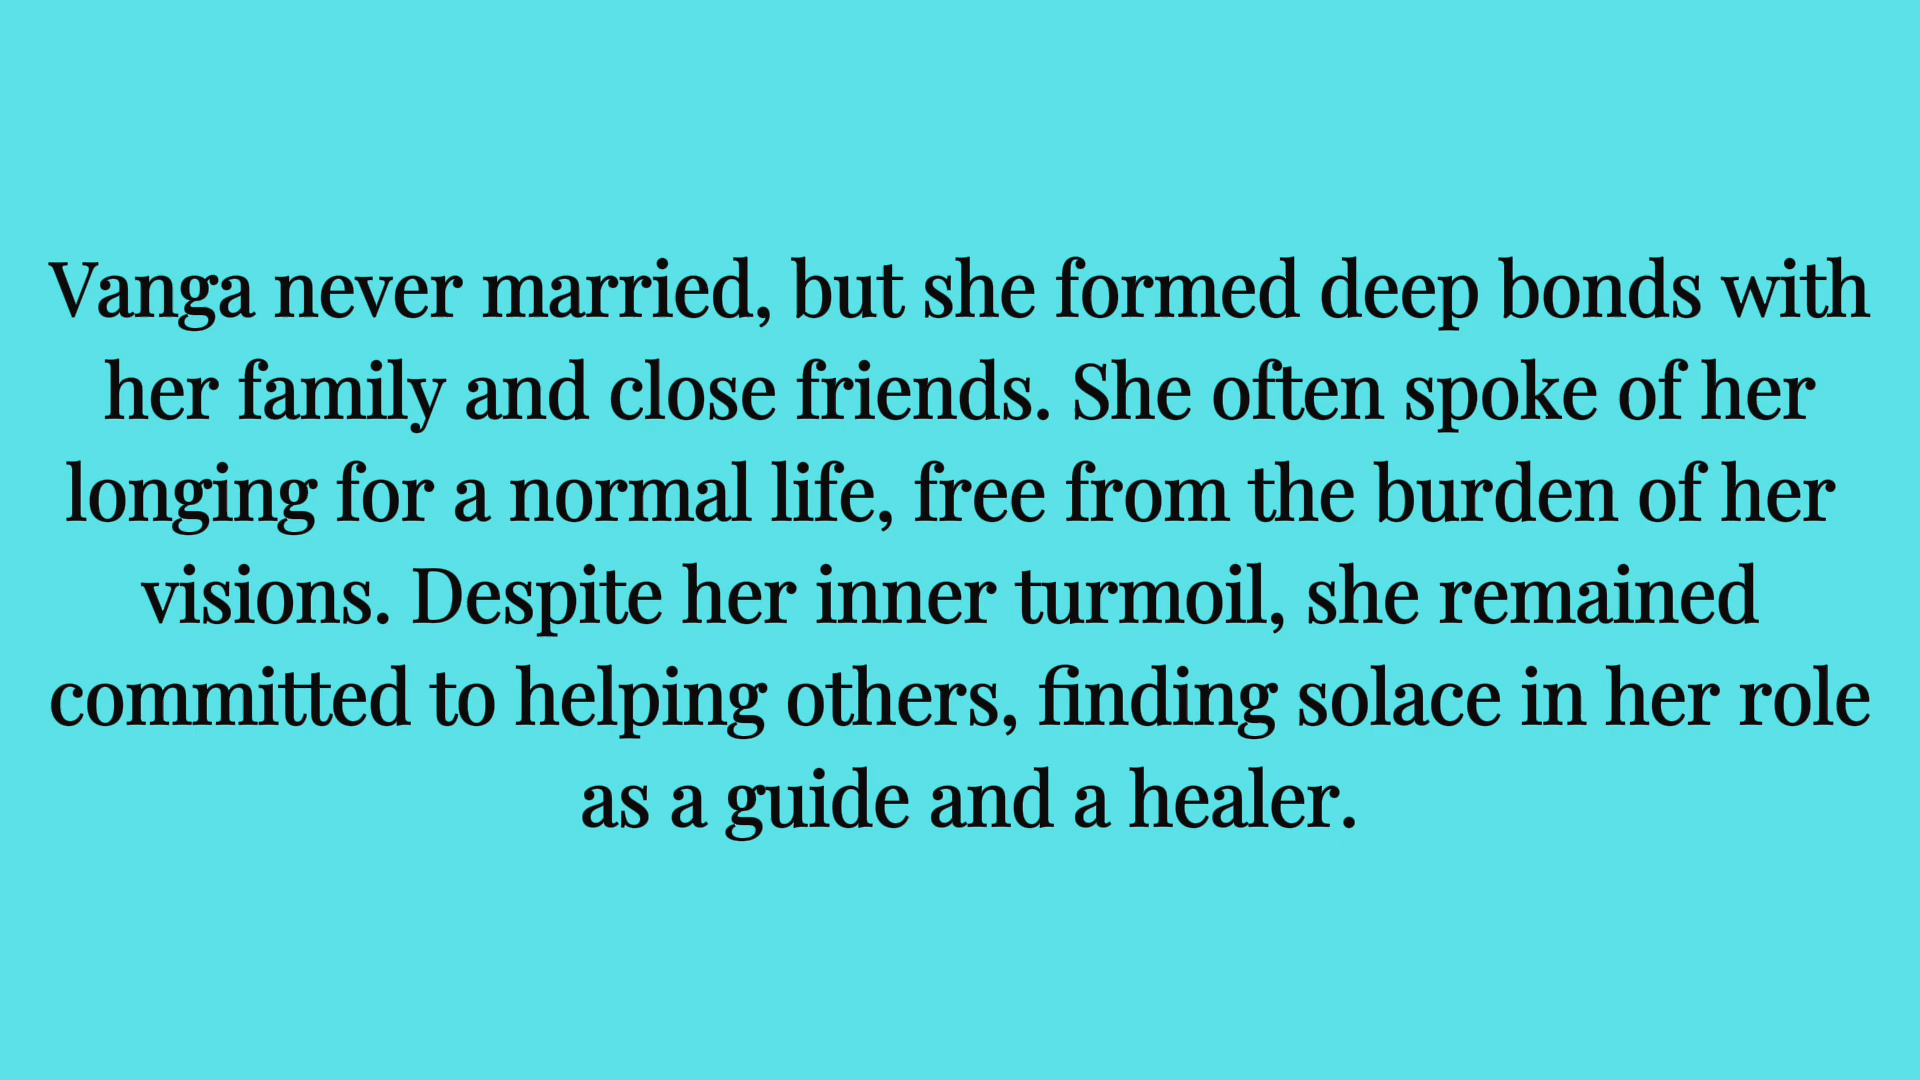 Vanga never married, but she formed deep bonds with
her family and close friends. She often spoke of her
longing for a normal life, free from the burden of her
visions. Despite her inner turmoil, she remained
committed to helping others, finding solace in her role
as a guide and a healer.